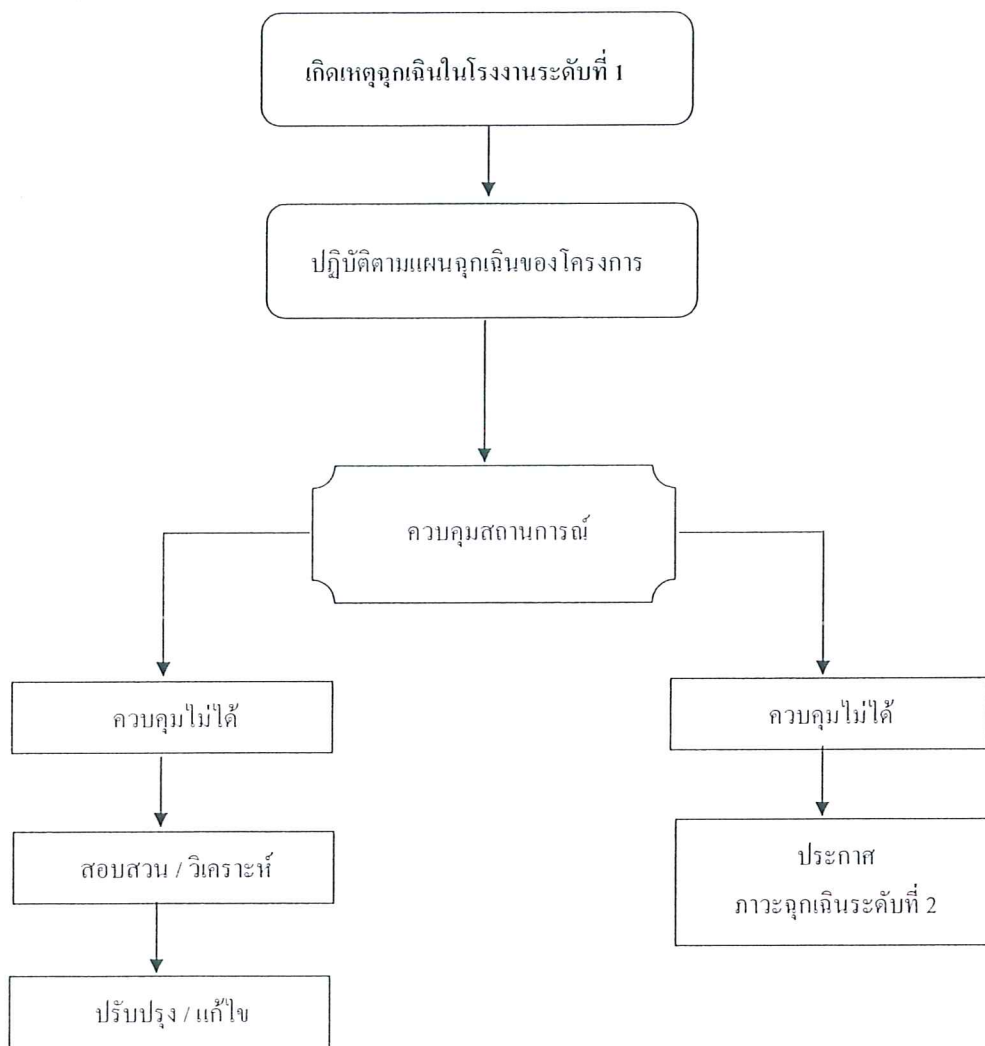 เกิดเหตุฉุกเฉินในโรงงานระดับที่ 1
ปฏิบัติตามแผนฉุกเฉินของโครงการ
ควบคุมสถานการณ์
ควบคุมไม่ได้
ควบคุมไม่ได้
สอบสวน / วิเคราะห์
ประกาศ
ภาวะฉุกเฉินระดับที่ 2
ปรับปรุง / แก้ไข